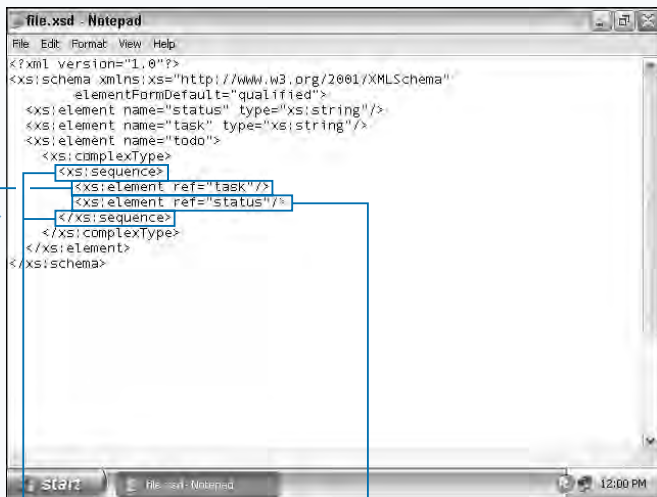 file.xsd - Notepad
File Edit Format View Help
<?xml version="1.0"?>
<xs:schema xmlns:xs="http://www.w3.org/2001/XMLSchema"
elementFormDefault="qualified">
<xs:element name="status" type="xs:string"/>
<xs:element name="task" type="xs:string"/>
<xs:element name="todo">
<xs:complexType>
<xs:sequence>
<xs:element ref="task"/>
<xs:element ref="status"/>
</xs:sequence>
</xs:complexType>
</xs:element>
</xs:schema>
start
file.xsd - Notepad
12:00 PM